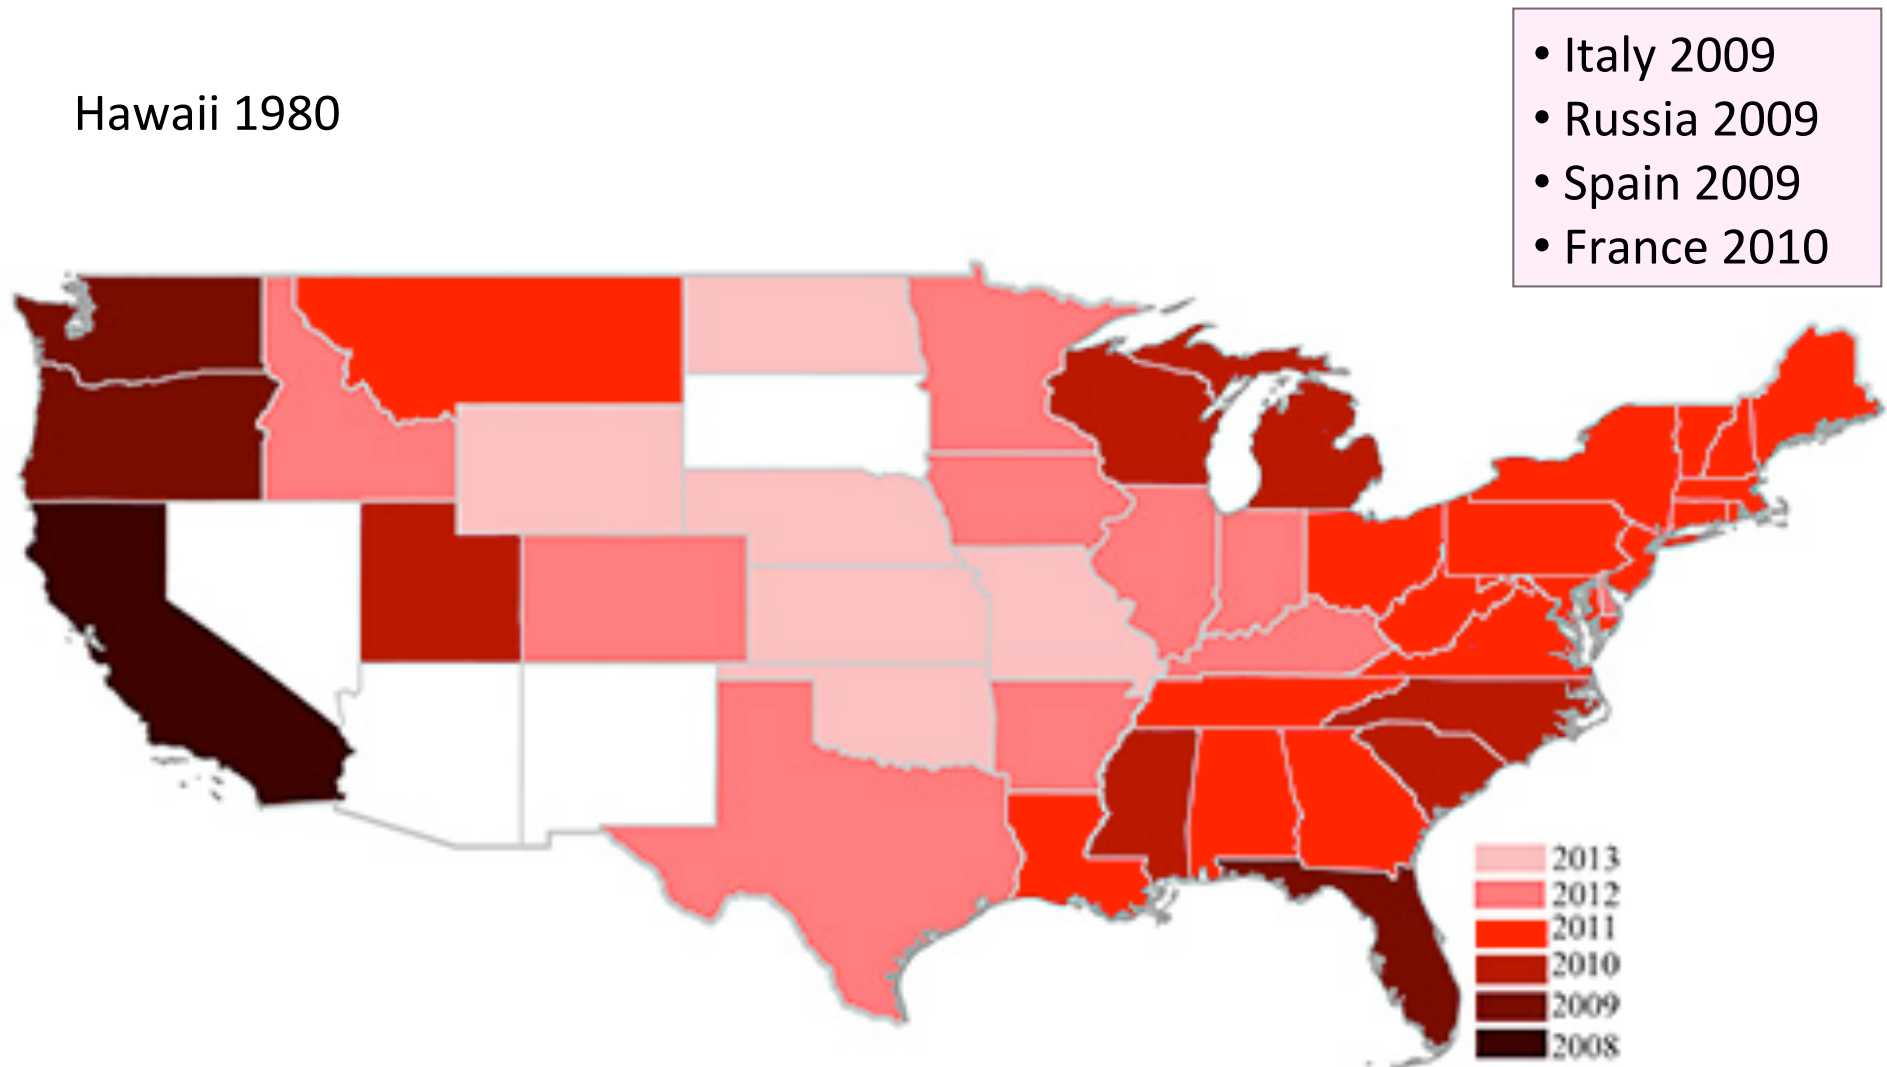 Hawaii 1980
• Italy 2009
• Russia 2009
• Spain 2009
• France 2010
2013
2012
2011
2010
2009
2008